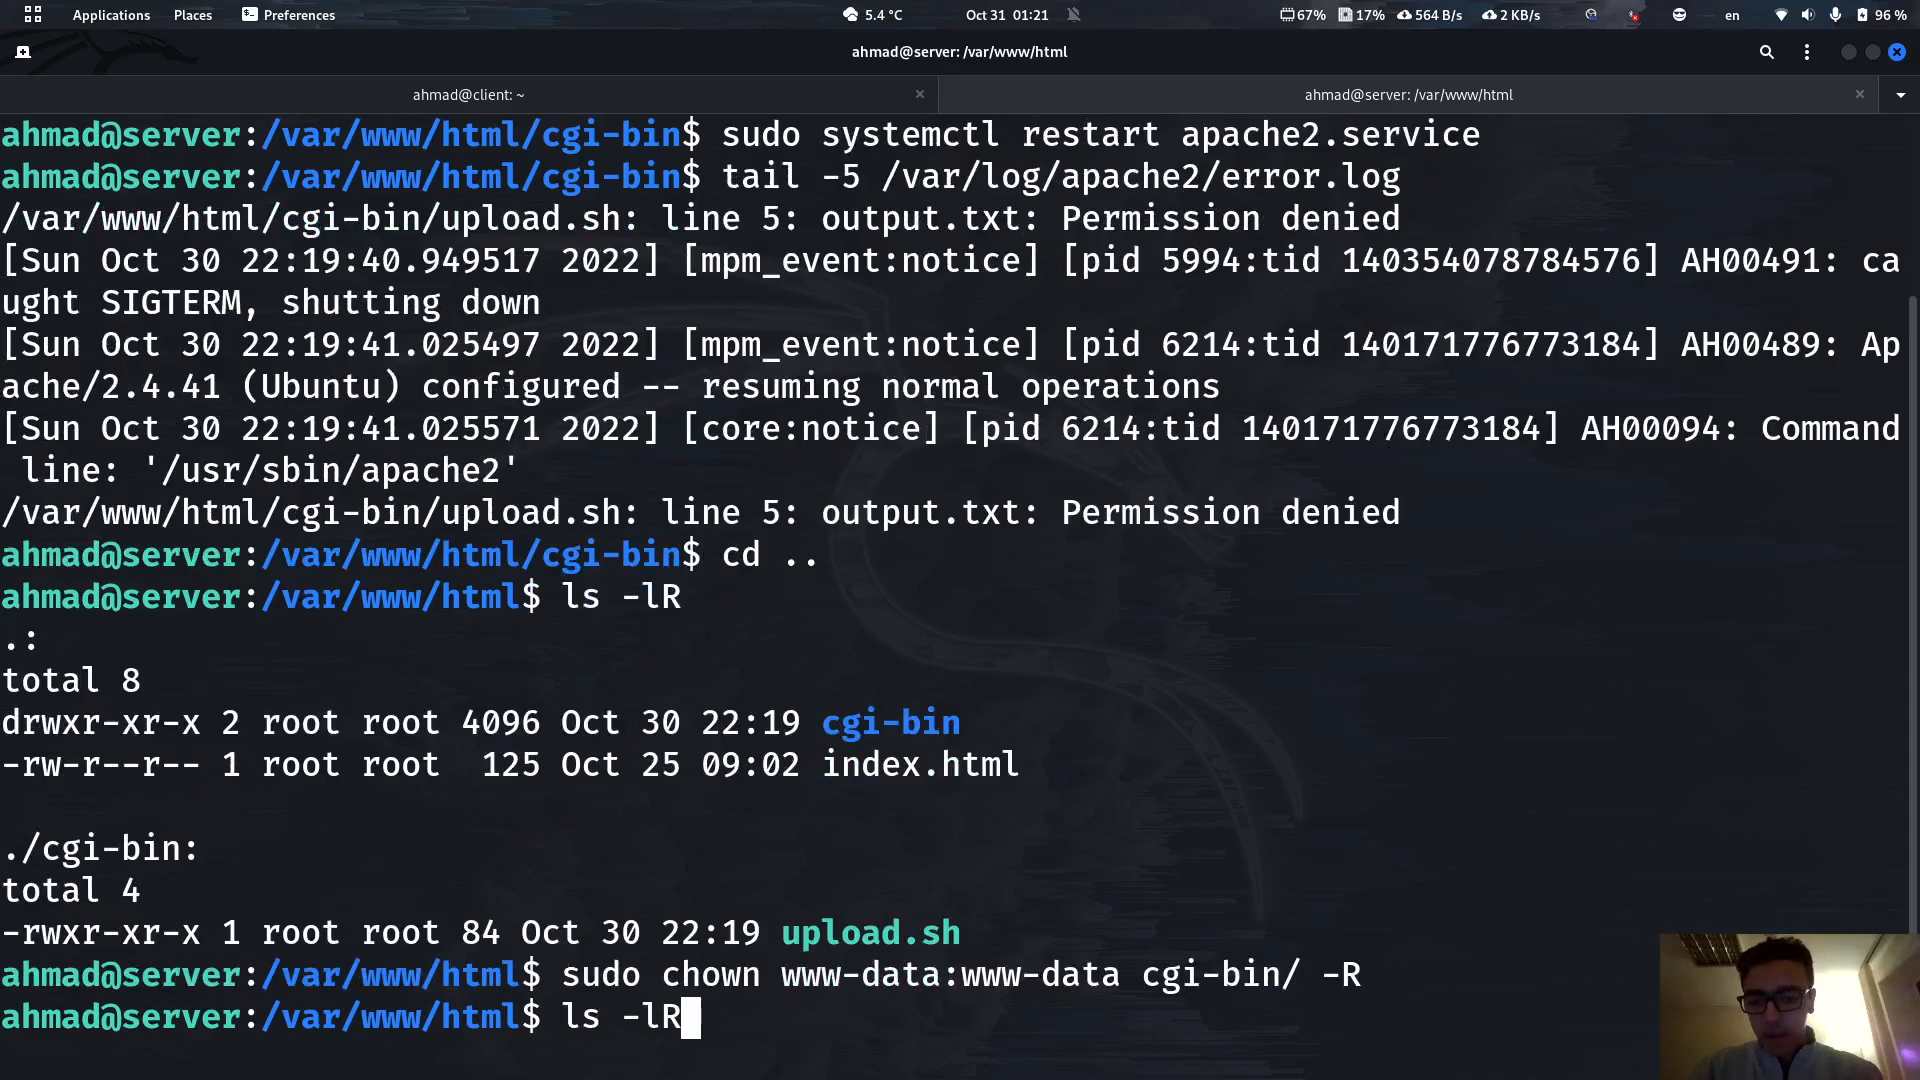 Applications Places Preferences 5.4 °C Oct 31 01:21 67% 17% 564 B/s 2 KB/s en 96 %
ahmad@server: /var/www/html
ahmad@client: ~ ahmad@server: /var/www/html
ahmad@server:/var/www/html/cgi-bin$ sudo systemctl restart apache2.service
ahmad@server:/var/www/html/cgi-bin$ tail -5 /var/log/apache2/error.log
/var/www/html/cgi-bin/upload.sh: line 5: output.txt: Permission denied
[Sun Oct 30 22:19:40.949517 2022] [mpm_event:notice] [pid 5994:tid 140354078784576] AH00491: ca
ught SIGTERM, shutting down
[Sun Oct 30 22:19:41.025497 2022] [mpm_event:notice] [pid 6214:tid 140171776773184] AH00489: Ap
ache/2.4.41 (Ubuntu) configured -- resuming normal operations
[Sun Oct 30 22:19:41.025571 2022] [core:notice] [pid 6214:tid 140171776773184] AH00094: Command
 line: '/usr/sbin/apache2'
/var/www/html/cgi-bin/upload.sh: line 5: output.txt: Permission denied
ahmad@server:/var/www/html/cgi-bin$ cd ..
ahmad@server:/var/www/html$ ls -lR
.:
total 8
drwxr-xr-x 2 root root 4096 Oct 30 22:19 cgi-bin
-rw-r--r-- 1 root root  125 Oct 25 09:02 index.html
./cgi-bin:
total 4
-rwxr-xr-x 1 root root 84 Oct 30 22:19 upload.sh
ahmad@server:/var/www/html$ sudo chown www-data:www-data cgi-bin/ -R
ahmad@server:/var/www/html$ ls -lR